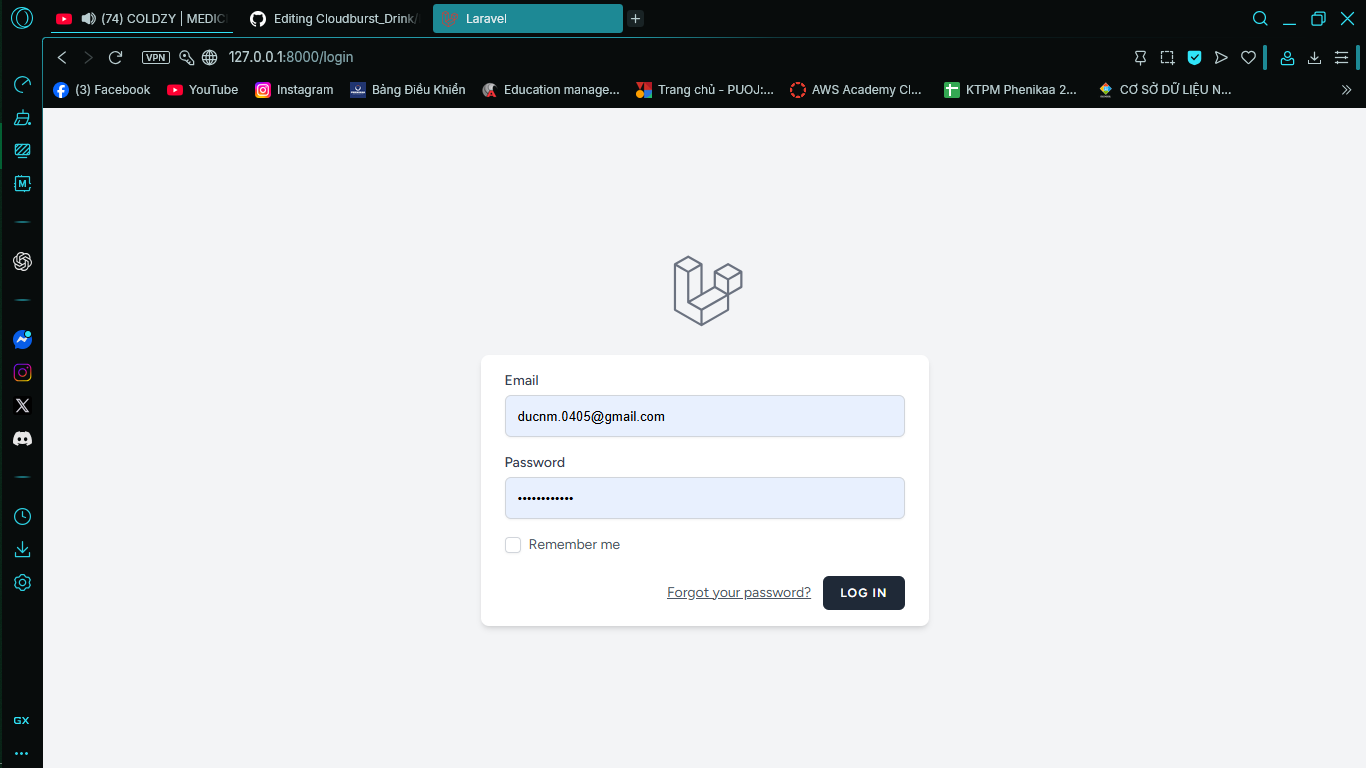 (74) COLDZY | MEDIC
Editing Cloudburst_Drink/
Laravel
VPN
127.0.0.1:8000/login
(3) Facebook
YouTube
Instagram
Bảng Điều Khiển
Education manage...
Trang chủ - PUOJ:...
AWS Academy Cl...
KTPM Phenikaa 2...
CƠ SỞ DỮ LIỆU N...
M
Email
ducnm.0405@gmail.com
Password
••••••••••••
Remember me
Forgot your password?
LOG IN
GX